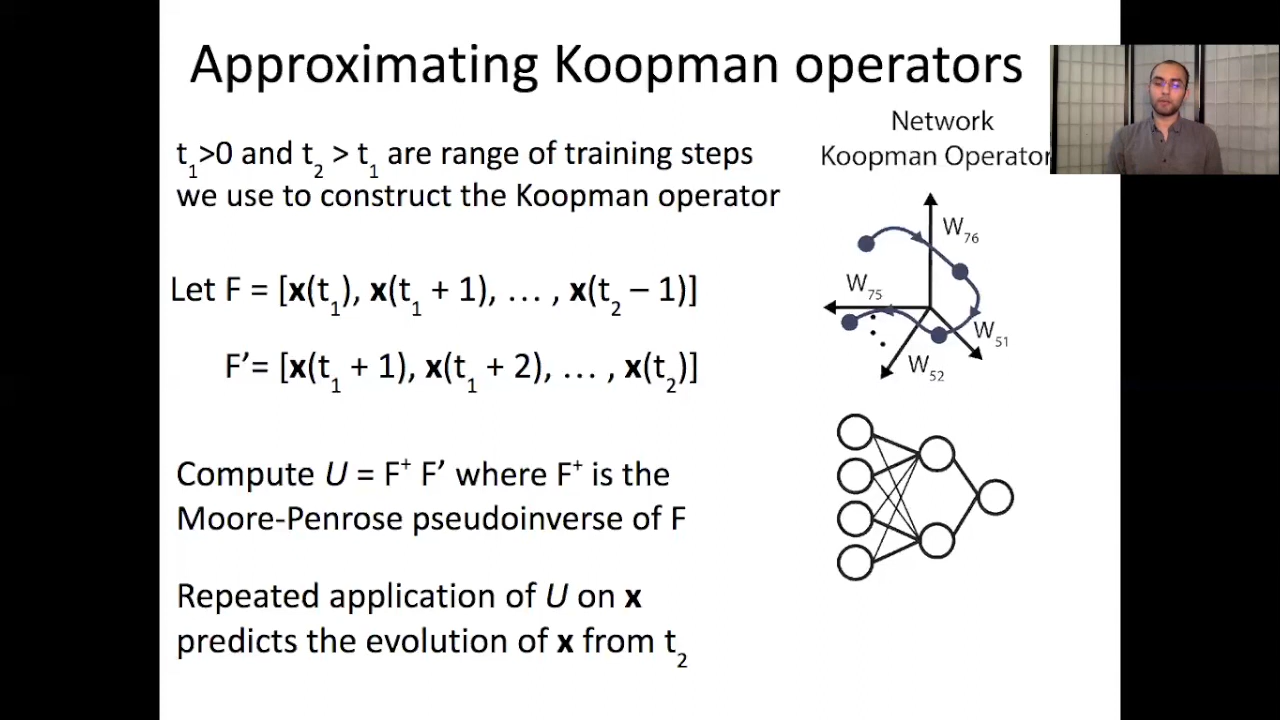 Approximating Koopman operators
t₁>0 and t₂ > t₁ are range of training steps
we use to construct the Koopman operator
Let F = [x(t₁), x(t₁ + 1), … , x(t₂ – 1)]
F’= [x(t₁ + 1), x(t₁ + 2), … , x(t₂)]
Compute U = F⁺ F’ where F⁺ is the
Moore-Penrose pseudoinverse of F
Repeated application of U on x
predicts the evolution of x from t₂
Network
Koopman Operator
W₇₆
W₇₅
W₅₁
W₅₂